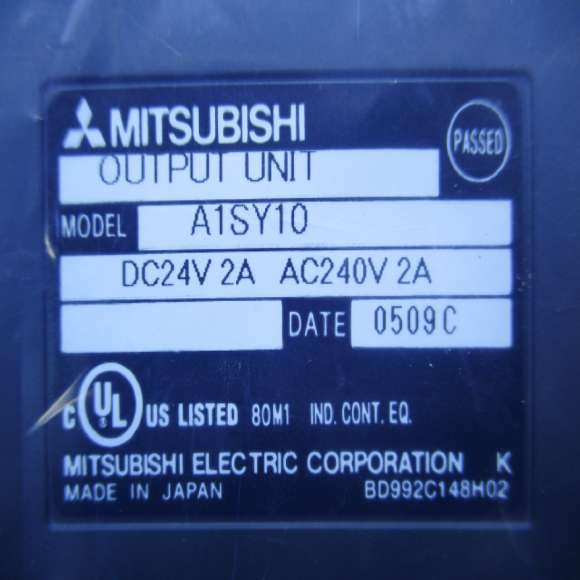 MITSUBISHI
PASSED
OUTPUT UNIT
MODEL A1SY10
DC24V 2A AC240V 2A
DATE 0509C
C UL US LISTED 80M1 IND. CONT. EQ.
MITSUBISHI ELECTRIC CORPORATION K
MADE IN JAPAN BD992C148H02